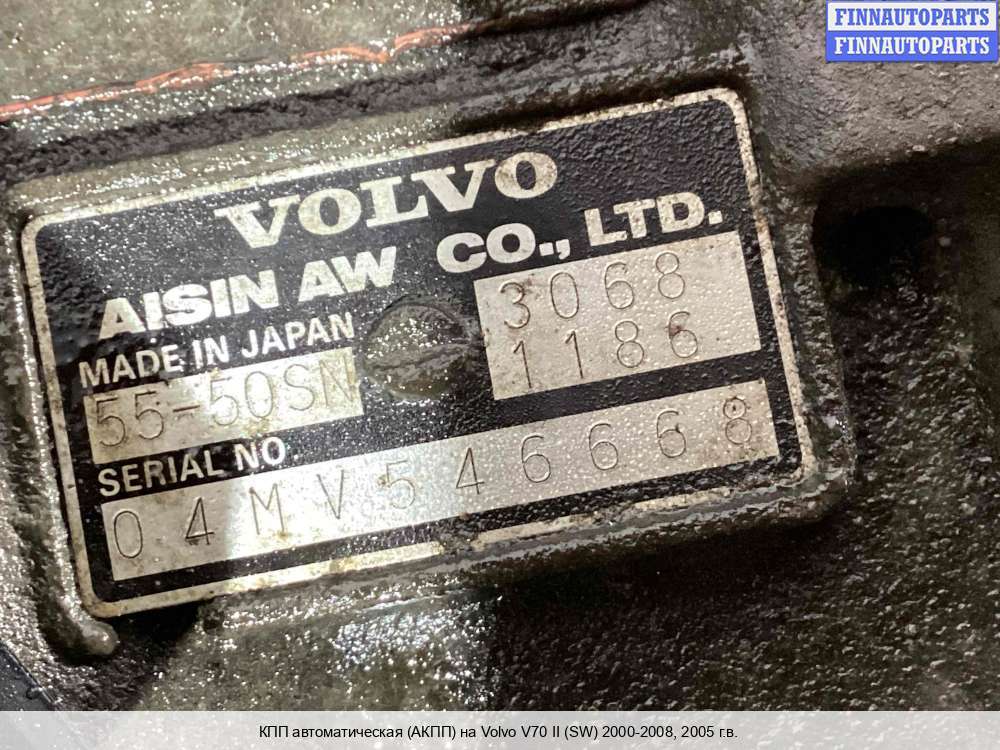 FINNAUTOPARTS
FINNAUTOPARTS
VOLVO
AISIN AW CO., LTD.
MADE IN JAPAN
3068
1186
55-50SN
SERIAL NO.
04MV546668
КПП автоматическая (АКПП) на Volvo V70 II (SW) 2000-2008, 2005 г.в.